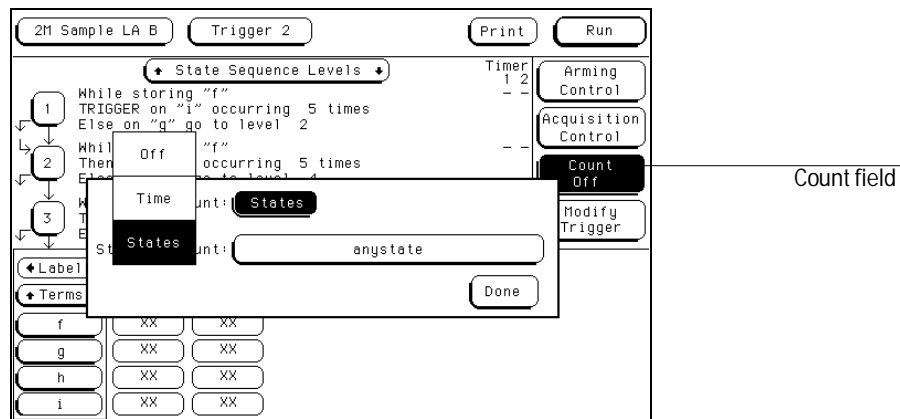 2M Sample LA B Trigger 2 Print Run
State Sequence Levels
Timer
1 2
Arming
Control
1 While storing "f" - -
TRIGGER on "i" occurring 5 times
Else on "g" go to level 2
Acquisition
Control
Off
"f" - -
2 occurring 5 times
Count
Off
Count field
Time
States
States
3
Modify
Trigger
anystate
Done
Label
Terms
f XX XX
g XX XX
h XX XX
i XX XX